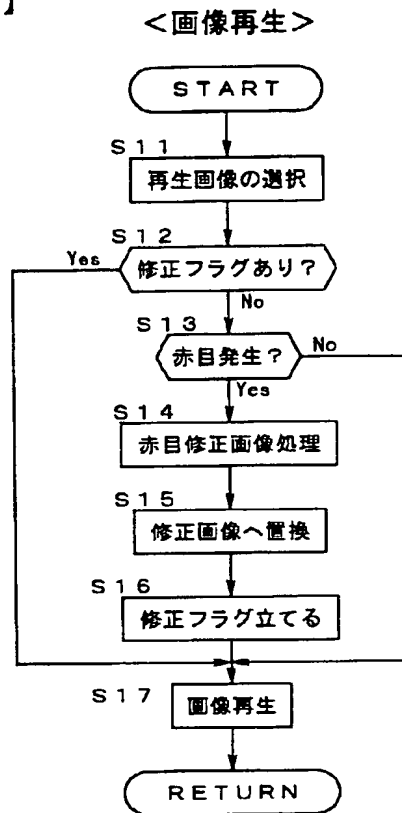 】
＜画像再生＞
START
S11
再生画像の選択
S12
Yes
修正フラグあり？
No
S13
赤目発生？
No
Yes
S14
赤目修正画像処理
S15
修正画像へ置換
S16
修正フラグ立てる
S17
画像再生
RETURN